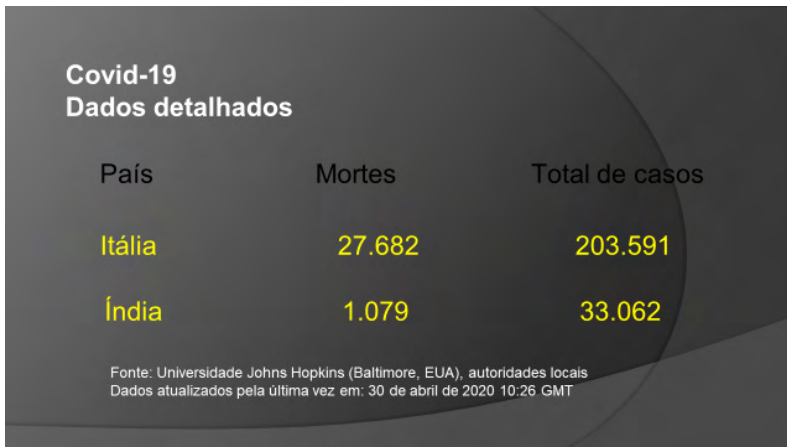 Covid-19
Dados detalhados
País Mortes Total de casos
Itália 27.682 203.591
Índia 1.079 33.062
Fonte: Universidade Johns Hopkins (Baltimore, EUA), autoridades locais
Dados atualizados pela última vez em: 30 de abril de 2020 10:26 GMT